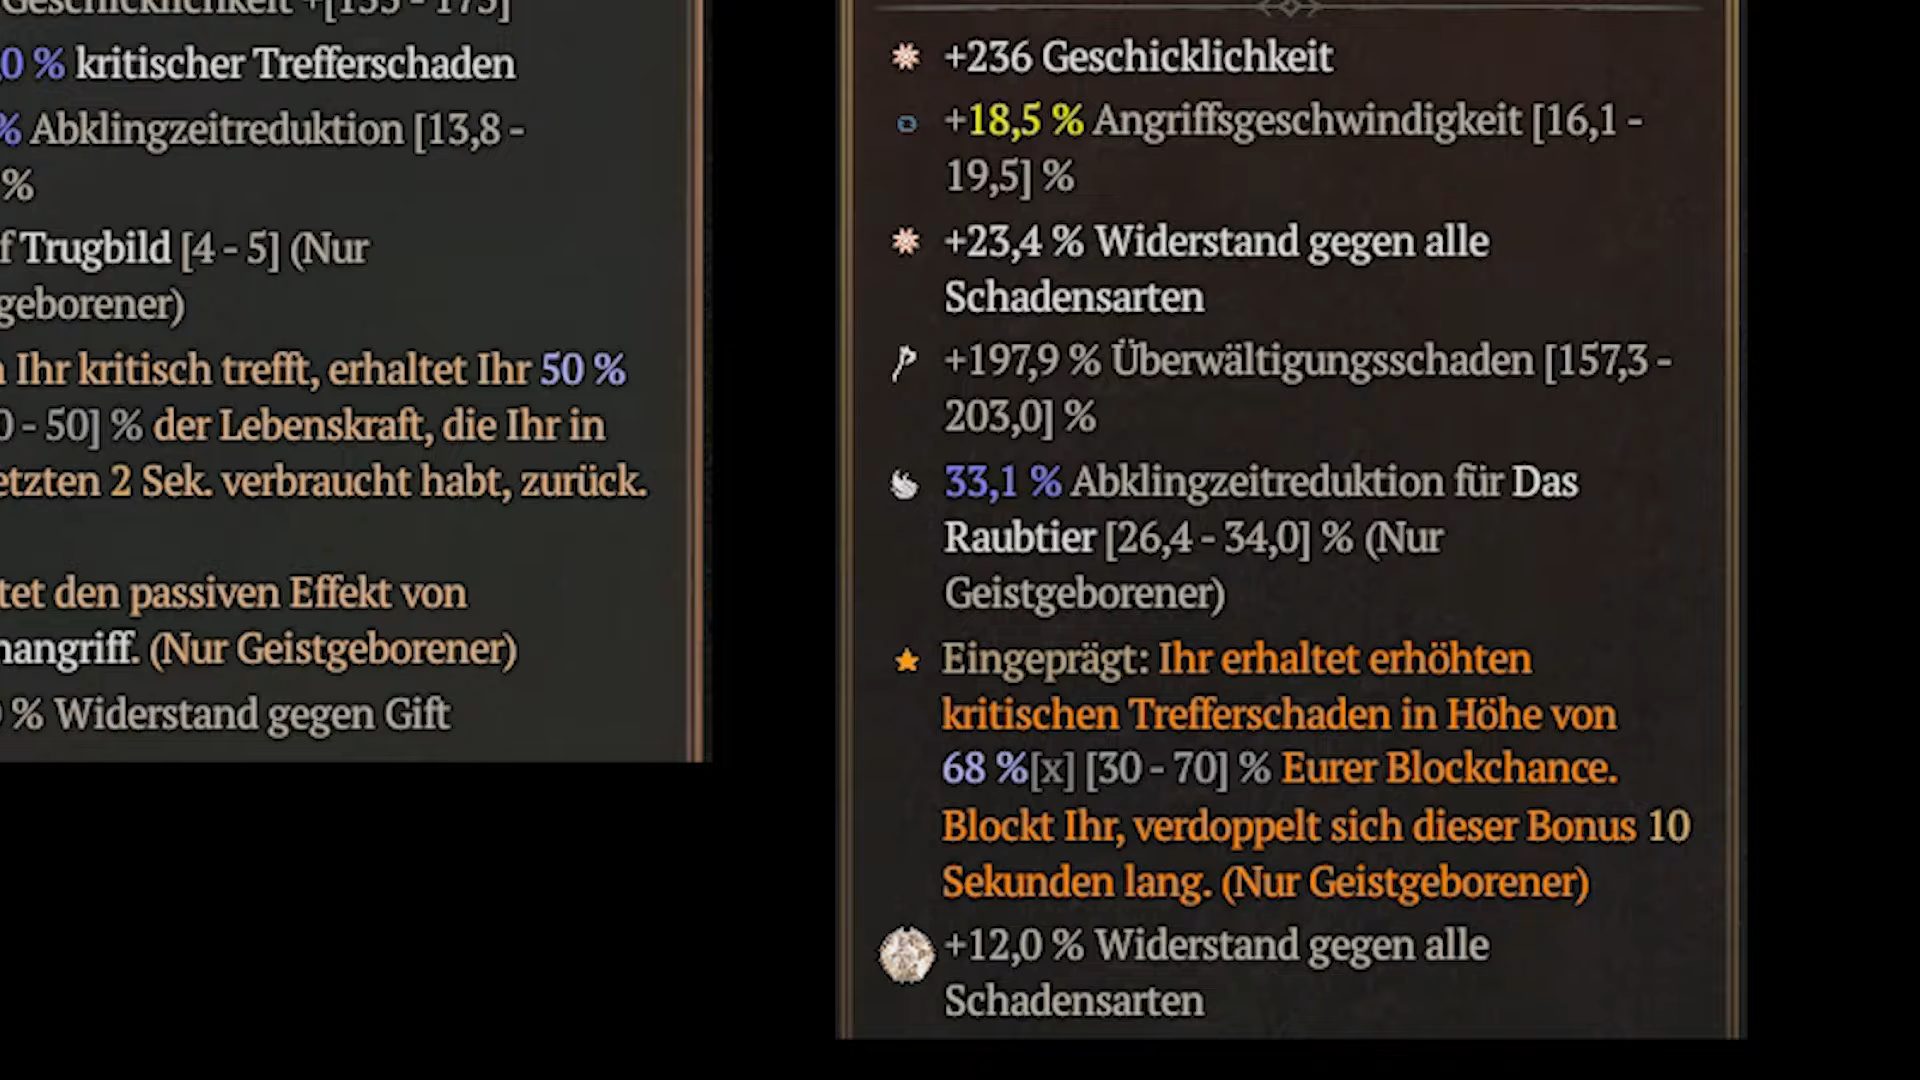 Geschicklichkeit +[155 - 175]
0 % kritischer Trefferschaden
% Abklingzeitreduktion [13,8 -
%
f Trugbild [4 - 5] (Nur
geborener)
n Ihr kritisch trefft, erhaltet Ihr 50 %
0 - 50] % der Lebenskraft, die Ihr in
etzten 2 Sek. verbraucht habt, zurück.
tet den passiven Effekt von
nangriff. (Nur Geistgeborener)
% Widerstand gegen Gift
+236 Geschicklichkeit
+18,5 % Angriffsgeschwindigkeit [16,1 -
19,5] %
+23,4 % Widerstand gegen alle
Schadensarten
+197,9 % Überwältigungsschaden [157,3 -
203,0] %
33,1 % Abklingzeitreduktion für Das
Raubtier [26,4 - 34,0] % (Nur
Geistgeborener)
Eingeprägt: Ihr erhaltet erhöhten
kritischen Trefferschaden in Höhe von
68 %[x] [30 - 70] % Eurer Blockchance.
Blockt Ihr, verdoppelt sich dieser Bonus 10
Sekunden lang. (Nur Geistgeborener)
+12,0 % Widerstand gegen alle
Schadensarten